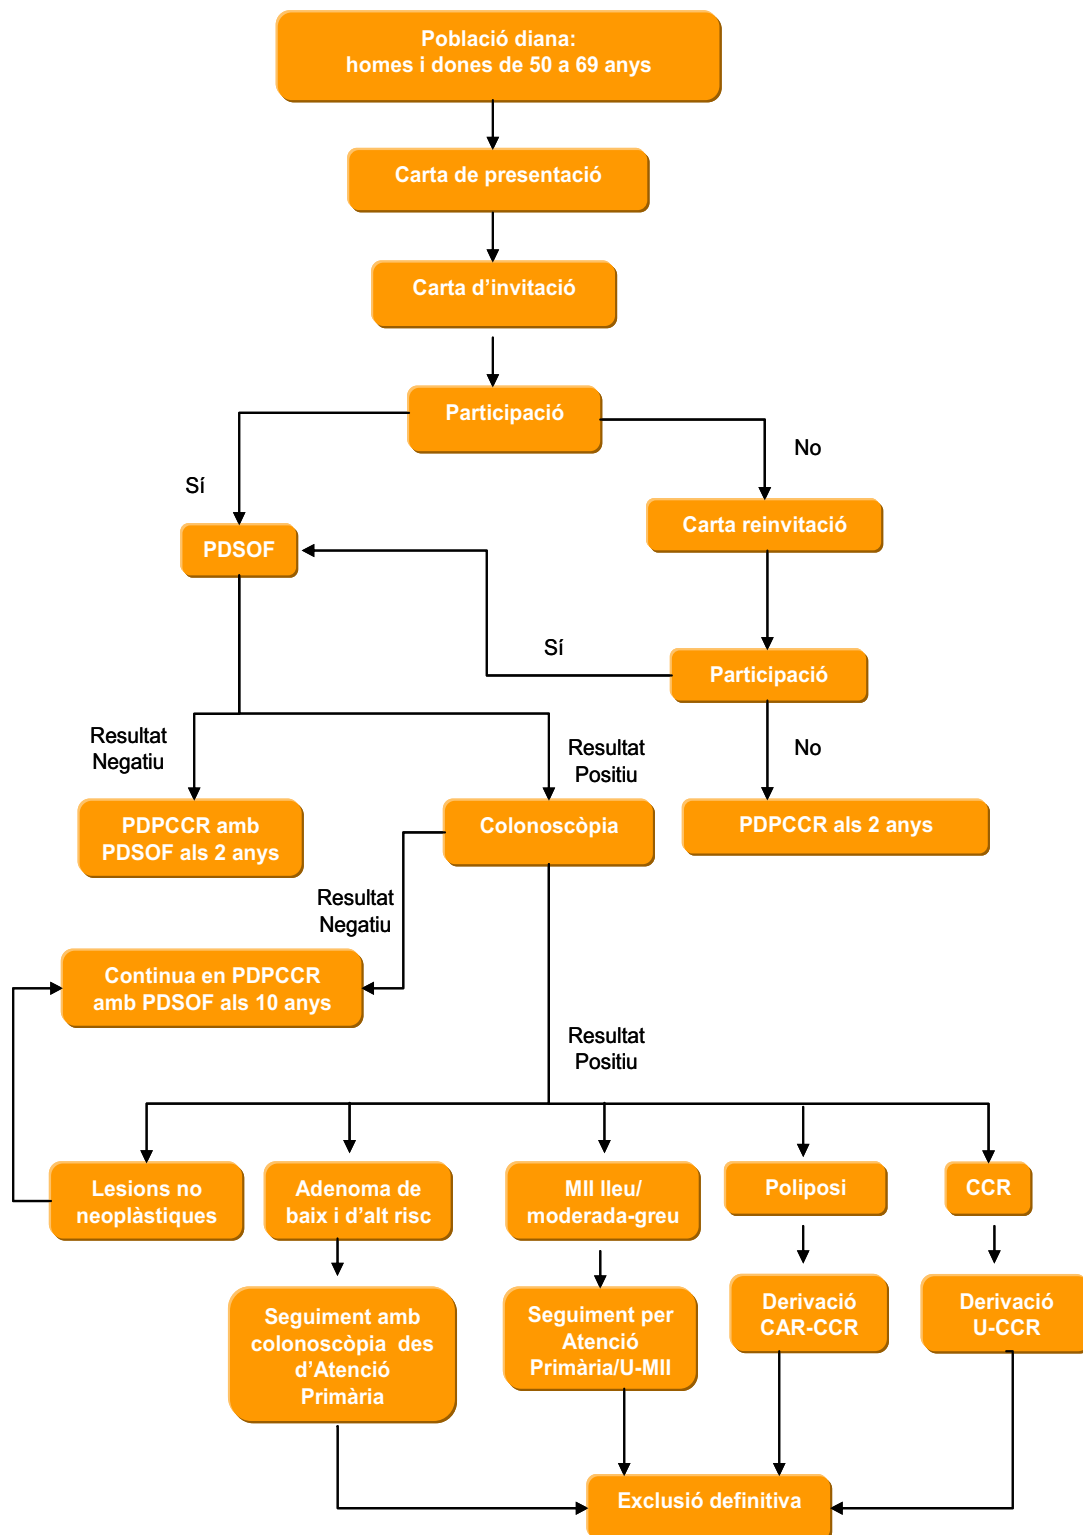 Població diana:
homes i dones de 50 a 69 anys
Carta de presentació
Carta d’invitació
Participació
No
Sí
Carta reinvitació
PDSOF
Sí
Participació
Resultat
Negatiu
Resultat
Positiu
No
PDPCCR amb
PDSOF als 2 anys
Colonoscòpia
PDPCCR als 2 anys
Resultat
Negatiu
Continua en PDPCCR
amb PDSOF als 10 anys
Resultat
Positiu
Lesions no
neoplàstiques
Adenoma de
baix i d’alt risc
MII lleu/
moderada-greu
Poliposi
CCR
Seguiment amb
colonoscòpia des
d’Atenció
Primària
Seguiment per
Atenció
Primària/U-MII
Derivació
CAR-CCR
Derivació
U-CCR
Exclusió definitiva